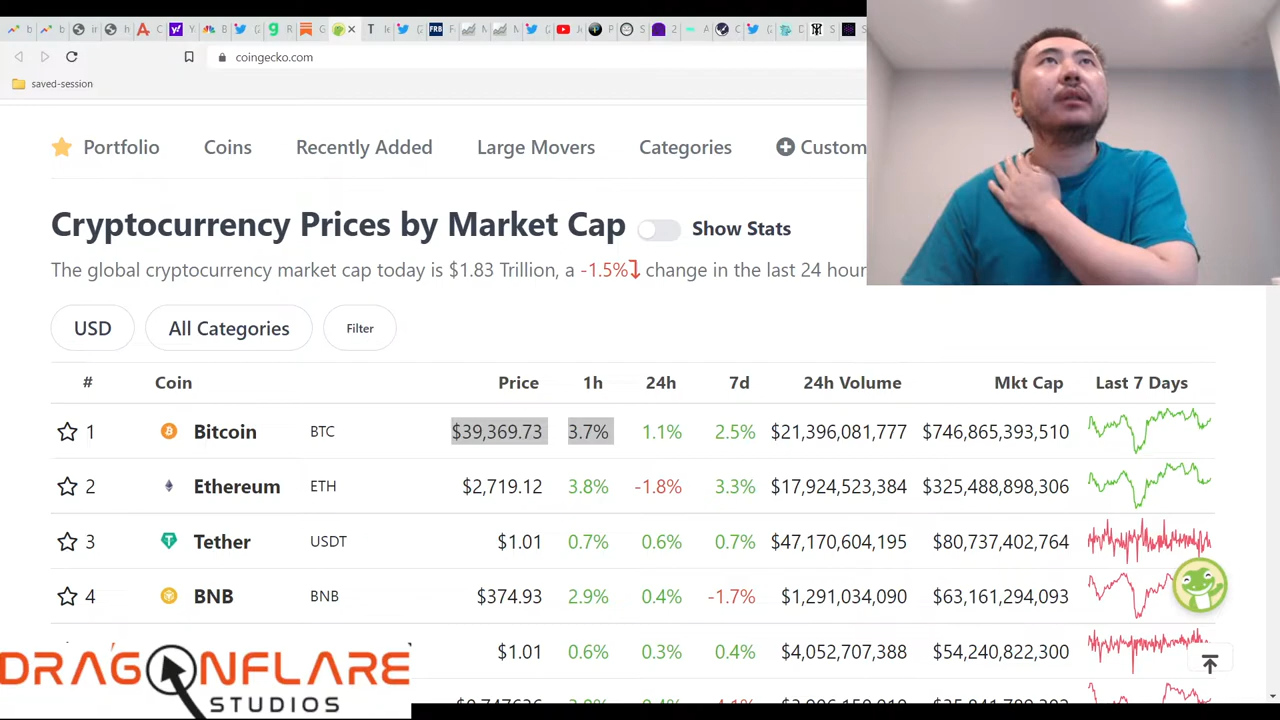 coingecko.com
saved-session
Portfolio Coins Recently Added Large Movers Categories Custom
Cryptocurrency Prices by Market Cap Show Stats
The global cryptocurrency market cap today is $1.83 Trillion, a -1.5% change in the last 24 hour
USD All Categories Filter
# Coin Price 1h 24h 7d 24h Volume Mkt Cap Last 7 Days
1 Bitcoin BTC $39,369.73 3.7% 1.1% 2.5% $21,396,081,777 $746,865,393,510
2 Ethereum ETH $2,719.12 3.8% -1.8% 3.3% $17,924,523,384 $325,488,898,306
3 Tether USDT $1.01 0.7% 0.6% 0.7% $47,170,604,195 $80,737,402,764
4 BNB BNB $374.93 2.9% 0.4% -1.7% $1,291,034,090 $63,161,294,093
$1.01 0.6% 0.3% 0.4% $4,052,707,388 $54,240,822,300
DRAGONFLARE
STUDIOS